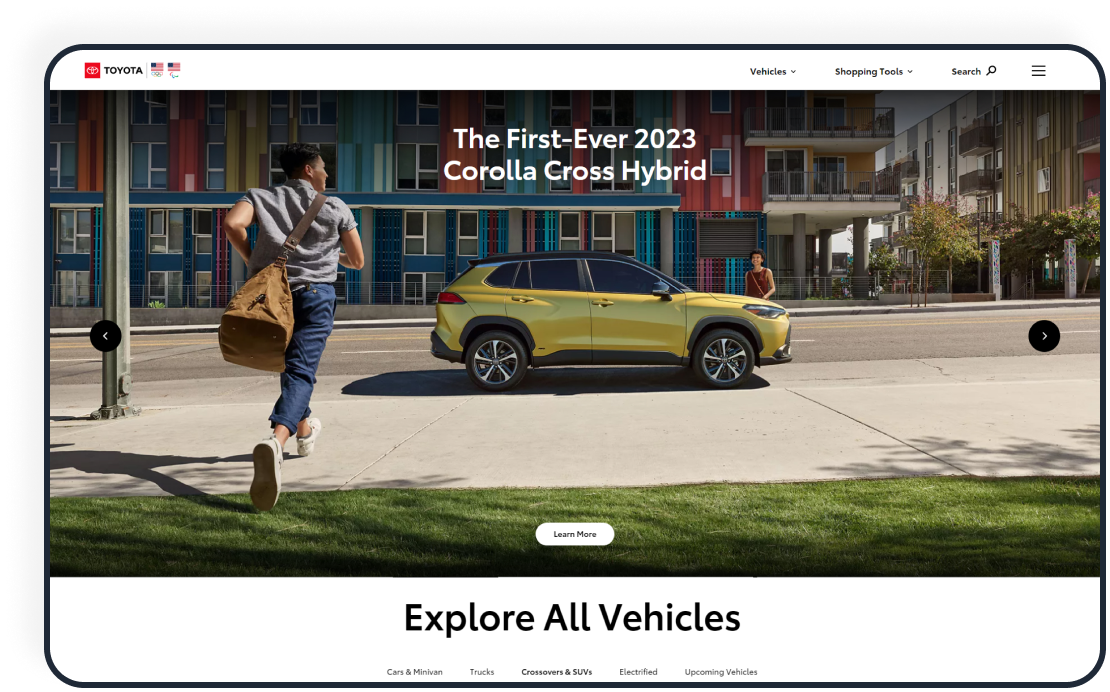 TOYOTA
Vehicles
Shopping Tools
Search
The First-Ever 2023
Corolla Cross Hybrid
Learn More
Explore All Vehicles
Cars & Minivan
Trucks
Crossovers & SUVs
Electrified
Upcoming Vehicles